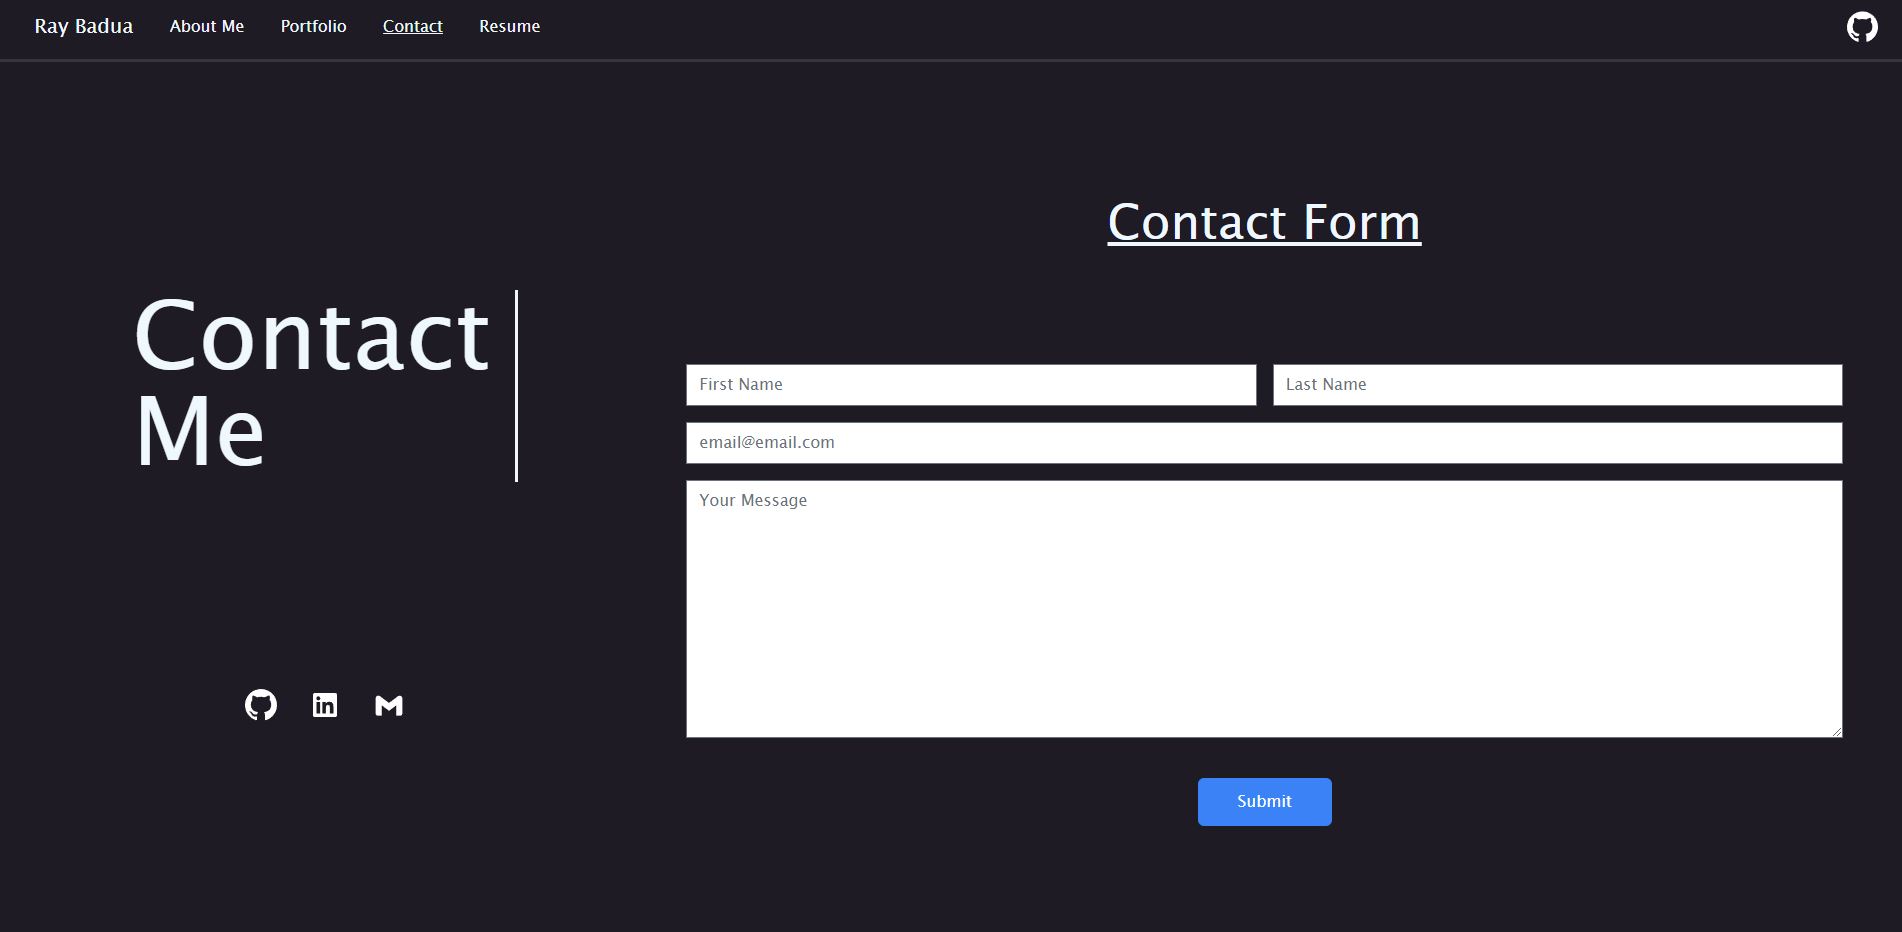 Ray Badua About Me Portfolio Contact Resume
Contact Form
Contact
Me
First Name Last Name
email@email.com
Your Message
Submit